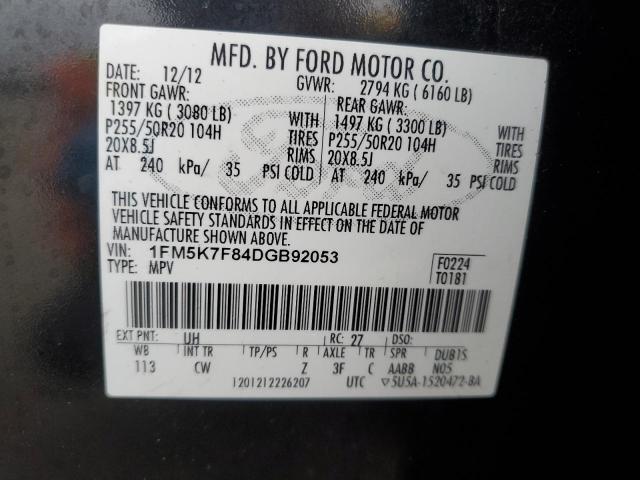 MFD. BY FORD MOTOR CO.
DATE: 12/12 GVWR: 2794 KG ( 6160 LB)
FRONT GAWR: REAR GAWR:
1397 KG ( 3080 LB) WITH 1497 KG ( 3300 LB) WITH
P255/50R20 104H TIRES P255/50R20 104H TIRES
20X8.5J RIMS 20X8.5J RIMS
AT 240 kPa/ 35 PSI COLD AT 240 kPa/ 35 PSI COLD
THIS VEHICLE CONFORMS TO ALL APPLICABLE FEDERAL MOTOR
VEHICLE SAFETY STANDARDS IN EFFECT ON THE DATE OF
MANUFACTURE SHOWN ABOVE.
VIN: 1FM5K7F84DGB92053 F0224
TYPE: MPV T0181
EXT PNT: UH RC: 27 DSO:
WB INT TR TP/PS R AXLE TR SPR DUB1S
113 CW Z 3F C AABB N05
1201212226207 UTC ▽5U5A-1520472-BA
Ford